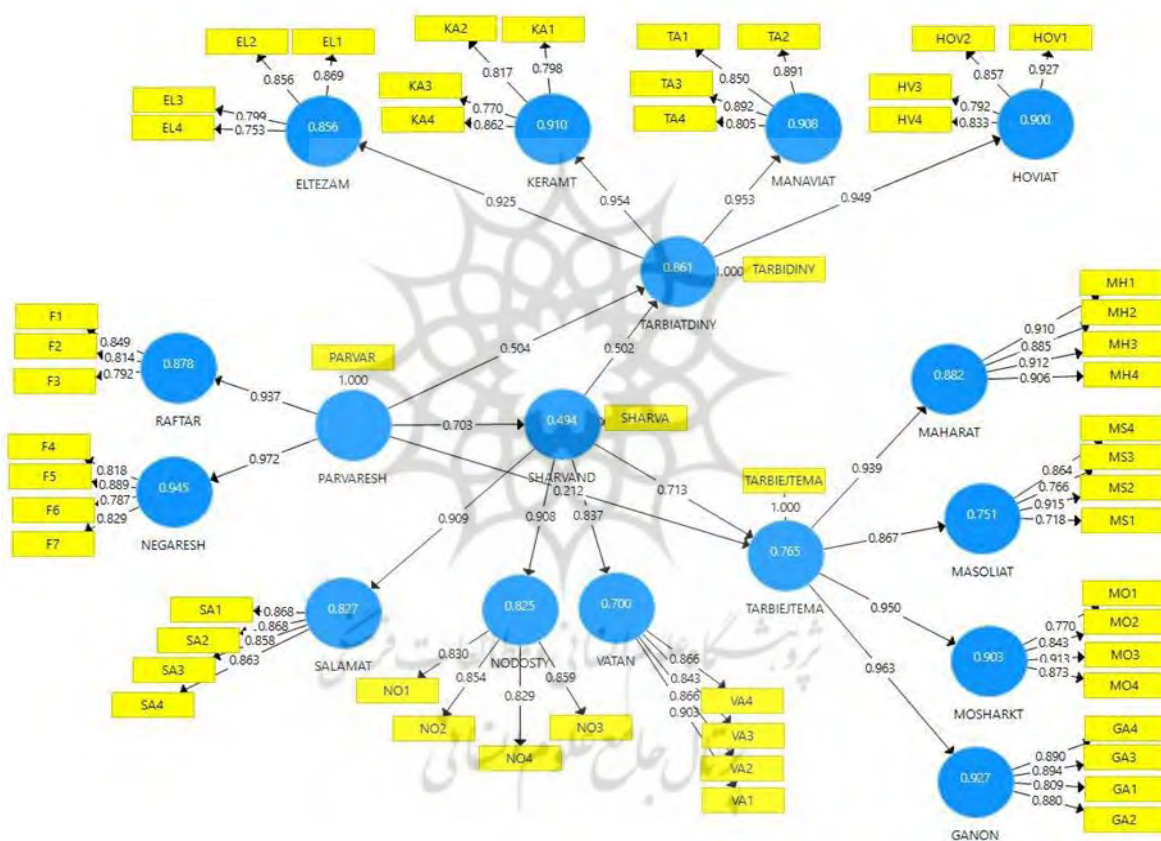 EL2
EL1
EL3
EL4
0.856
0.869
0.799
0.753
0.856
ELTEZAM
KA2
KA1
KA3
KA4
0.817
0.798
0.770
0.862
0.910
KERAMT
TA1
TA2
TA3
TA4
0.850
0.891
0.892
0.805
0.908
MANAVIAT
HOV2
HOV1
HV3
HV4
0.857
0.927
0.792
0.833
0.900
HOVIAT
0.925
0.954
0.953
0.949
0.861
1.000
TARBIDINY
TARBIATDINY
F1
F2
F3
0.849
0.814
0.792
0.878
RAFTAR
0.937
PARVAR
1.000
PARVARESH
0.504
0.502
0.703
0.494
SHARVA
SHARVAND
F4
F5
F6
F7
0.818
0.889
0.787
0.829
0.945
NEGARESH
0.972
0.212
0.713
0.909
0.908
0.837
TARBIEJTEMA
1.000
0.765
TARBIEJTEMA
MH1
MH2
MH3
MH4
0.910
0.885
0.912
0.906
0.882
MAHARAT
0.939
MS4
MS3
MS2
MS1
0.864
0.766
0.915
0.718
0.751
MASOLIAT
0.867
MO1
MO2
MO3
MO4
0.770
0.843
0.913
0.873
0.903
MOSHARKT
0.950
GA4
GA3
GA1
GA2
0.890
0.894
0.809
0.880
0.927
GANON
0.963
SA1
SA2
SA3
SA4
0.868
0.868
0.858
0.863
0.827
SALAMAT
0.825
NODOSTY
0.830
0.854
0.829
0.859
NO1
NO2
NO4
NO3
0.700
VATAN
0.866
0.843
0.866
0.903
VA4
VA3
VA2
VA1
پژوهشگاه علوم انسانی و مطالعات فرهنگی
پرتال جامع علوم انسانی